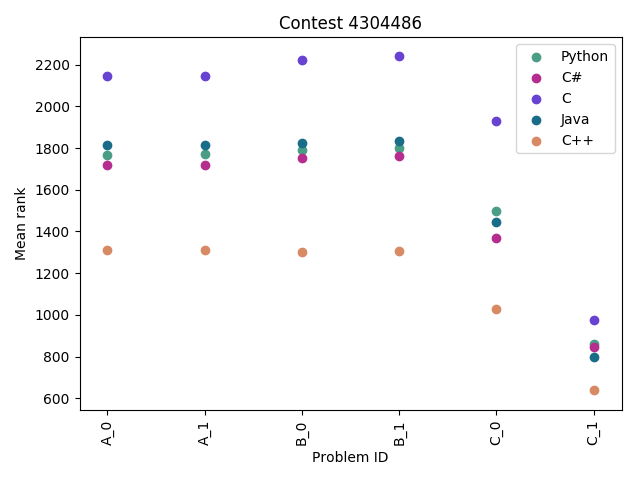 Contest 4304486
Python
C#
C
Java
C++
2200
2000
1800
1600
1400
1200
1000
800
600
Mean rank
A_0
A_1
B_0
B_1
C_0
C_1
Problem ID